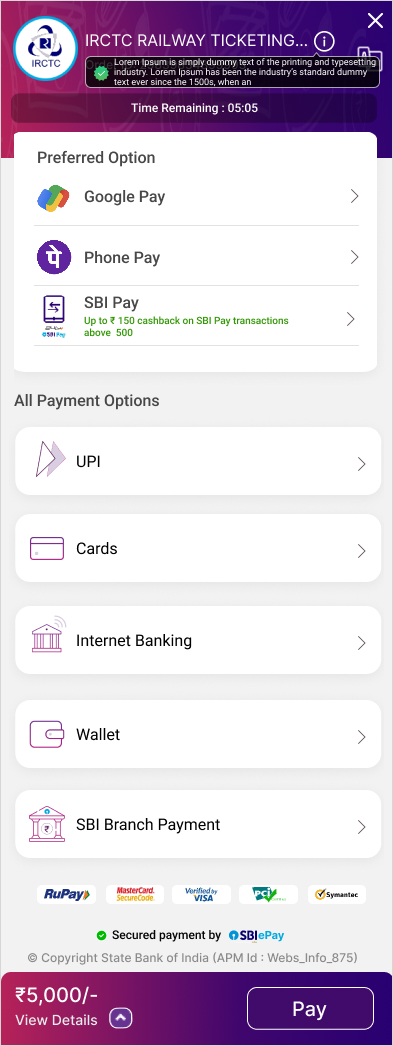 IRCTC RAILWAY TICKETING...
IRCTC
Lorem Ipsum is simply dummy text of the printing and typesetting
industry. Lorem Ipsum has been the industry's standard dummy
text ever since the 1500s, when an
Time Remaining : 05:05
Preferred Option
Google Pay
पे
Phone Pay
SBI Pay
Up to ₹ 150 cashback on SBI Pay transactions
above 500
SBI Pay
All Payment Options
UPI
Cards
Internet Banking
Wallet
SBI Branch Payment
RuPay
MasterCard.
SecureCode.
Verified by
VISA
PCI
Symantec
Secured payment by SBIePay
© Copyright State Bank of India (APM Id : Webs_Info_875)
₹5,000/-
View Details
Pay